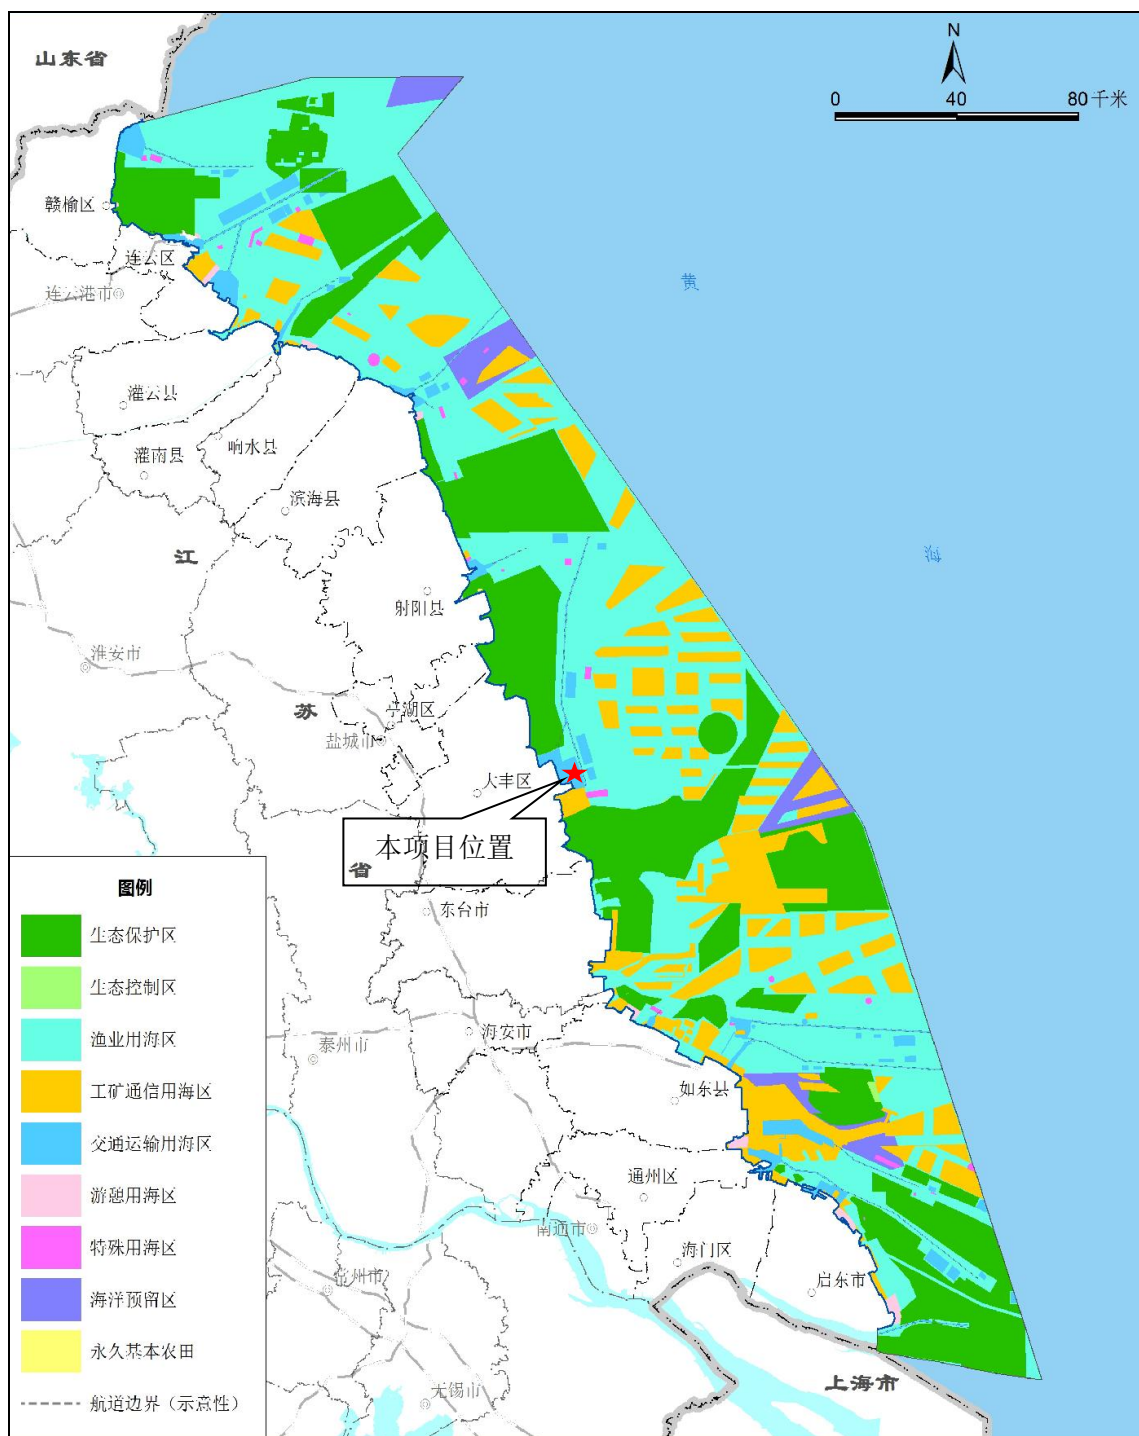 山东省
N
0 40 80 千米
赣榆区
连云区
连云港市
黄
灌云县
响水县
灌南县
滨海县
江
海
射阳县
淮安市
苏
亭湖区
盐城市
大丰区
本项目位置
省
东台市
海安市
泰州市
如东县
通州区
南通市
海门区
启东市
常州市
无锡市
上海市
图例
生态保护区
生态控制区
渔业用海区
工矿通信用海区
交通运输用海区
游憩用海区
特殊用海区
海洋预留区
永久基本农田
航道边界（示意性）